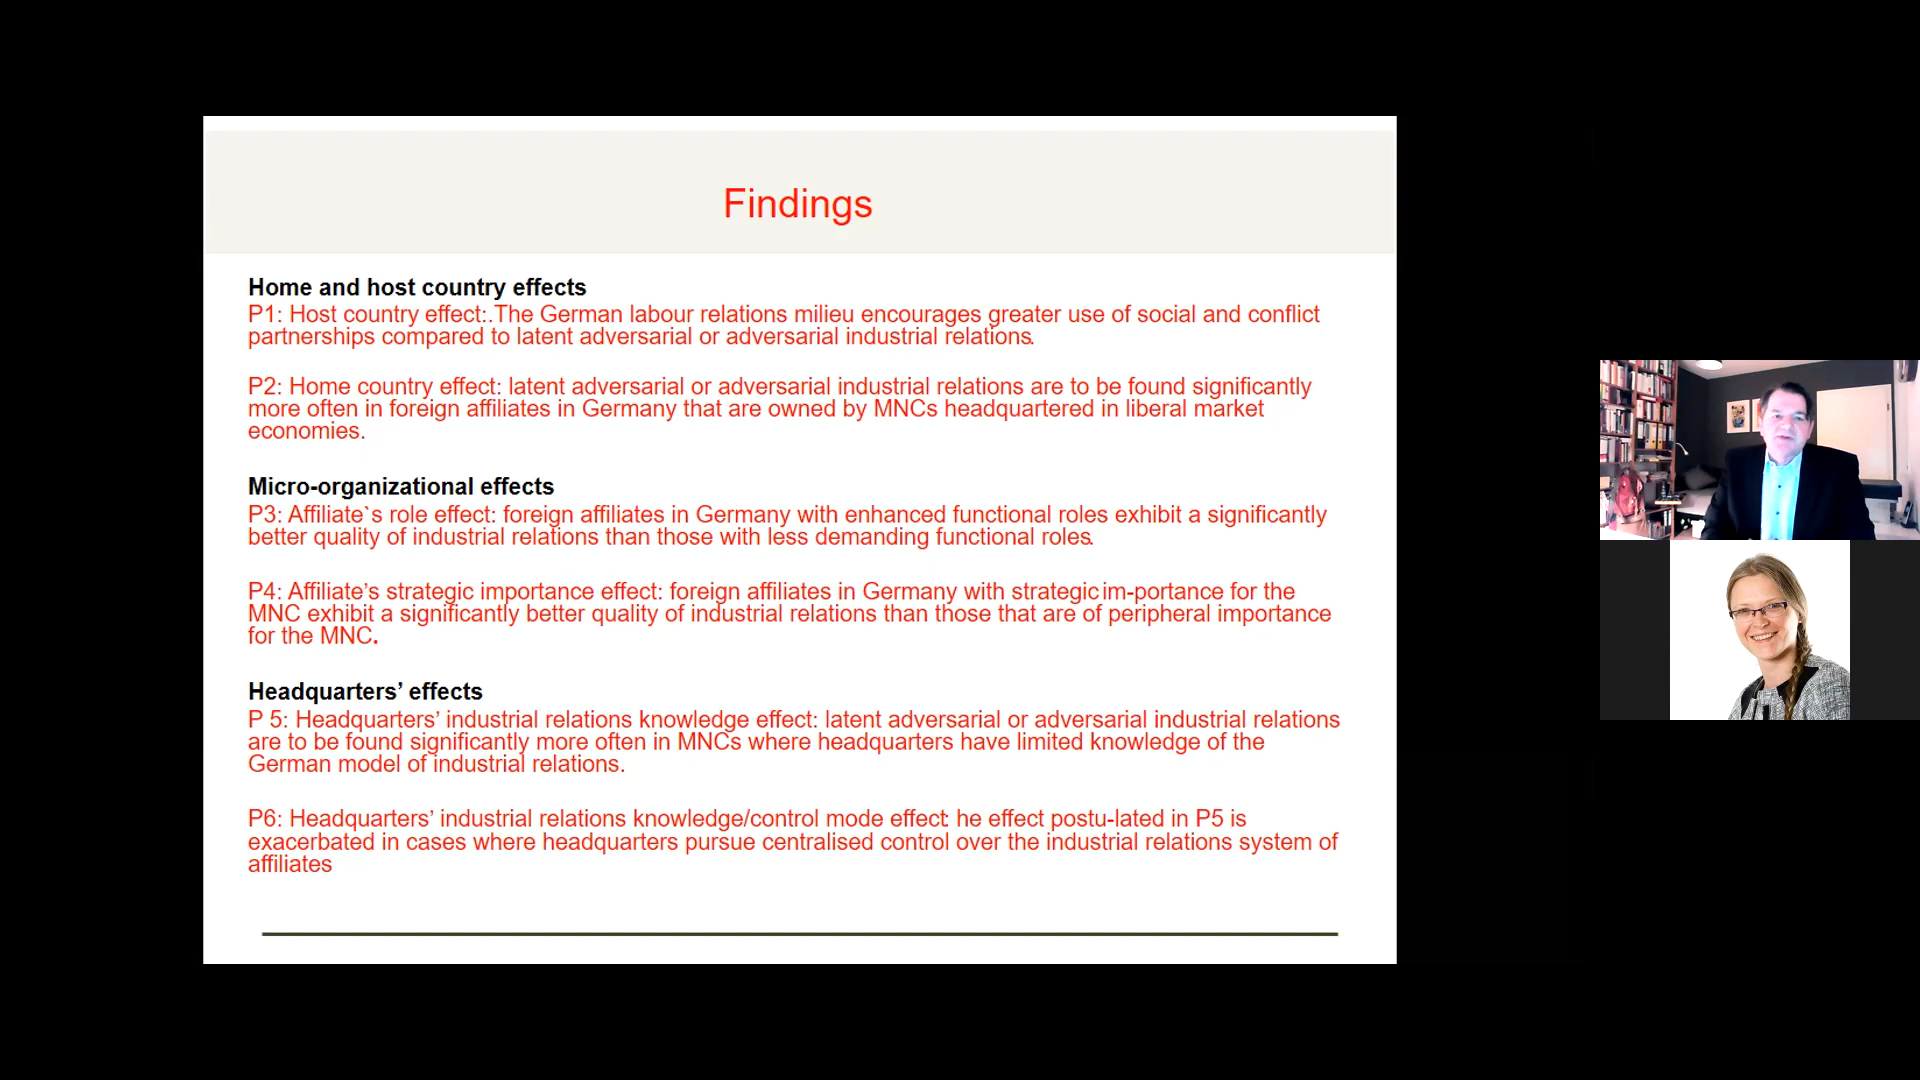 Findings
Home and host country effects
P1: Host country effect:.The German labour relations milieu encourages greater use of social and conflict
partnerships compared to latent adversarial or adversarial industrial relations.
P2: Home country effect: latent adversarial or adversarial industrial relations are to be found significantly
more often in foreign affiliates in Germany that are owned by MNCs headquartered in liberal market
economies.
Micro-organizational effects
P3: Affiliate`s role effect: foreign affiliates in Germany with enhanced functional roles exhibit a significantly
better quality of industrial relations than those with less demanding functional roles.
P4: Affiliate’s strategic importance effect: foreign affiliates in Germany with strategic im-portance for the
MNC exhibit a significantly better quality of industrial relations than those that are of peripheral importance
for the MNC.
Headquarters’ effects
P 5: Headquarters’ industrial relations knowledge effect: latent adversarial or adversarial industrial relations
are to be found significantly more often in MNCs where headquarters have limited knowledge of the
German model of industrial relations.
P6: Headquarters’ industrial relations knowledge/control mode effect: he effect postu-lated in P5 is
exacerbated in cases where headquarters pursue centralised control over the industrial relations system of
affiliates